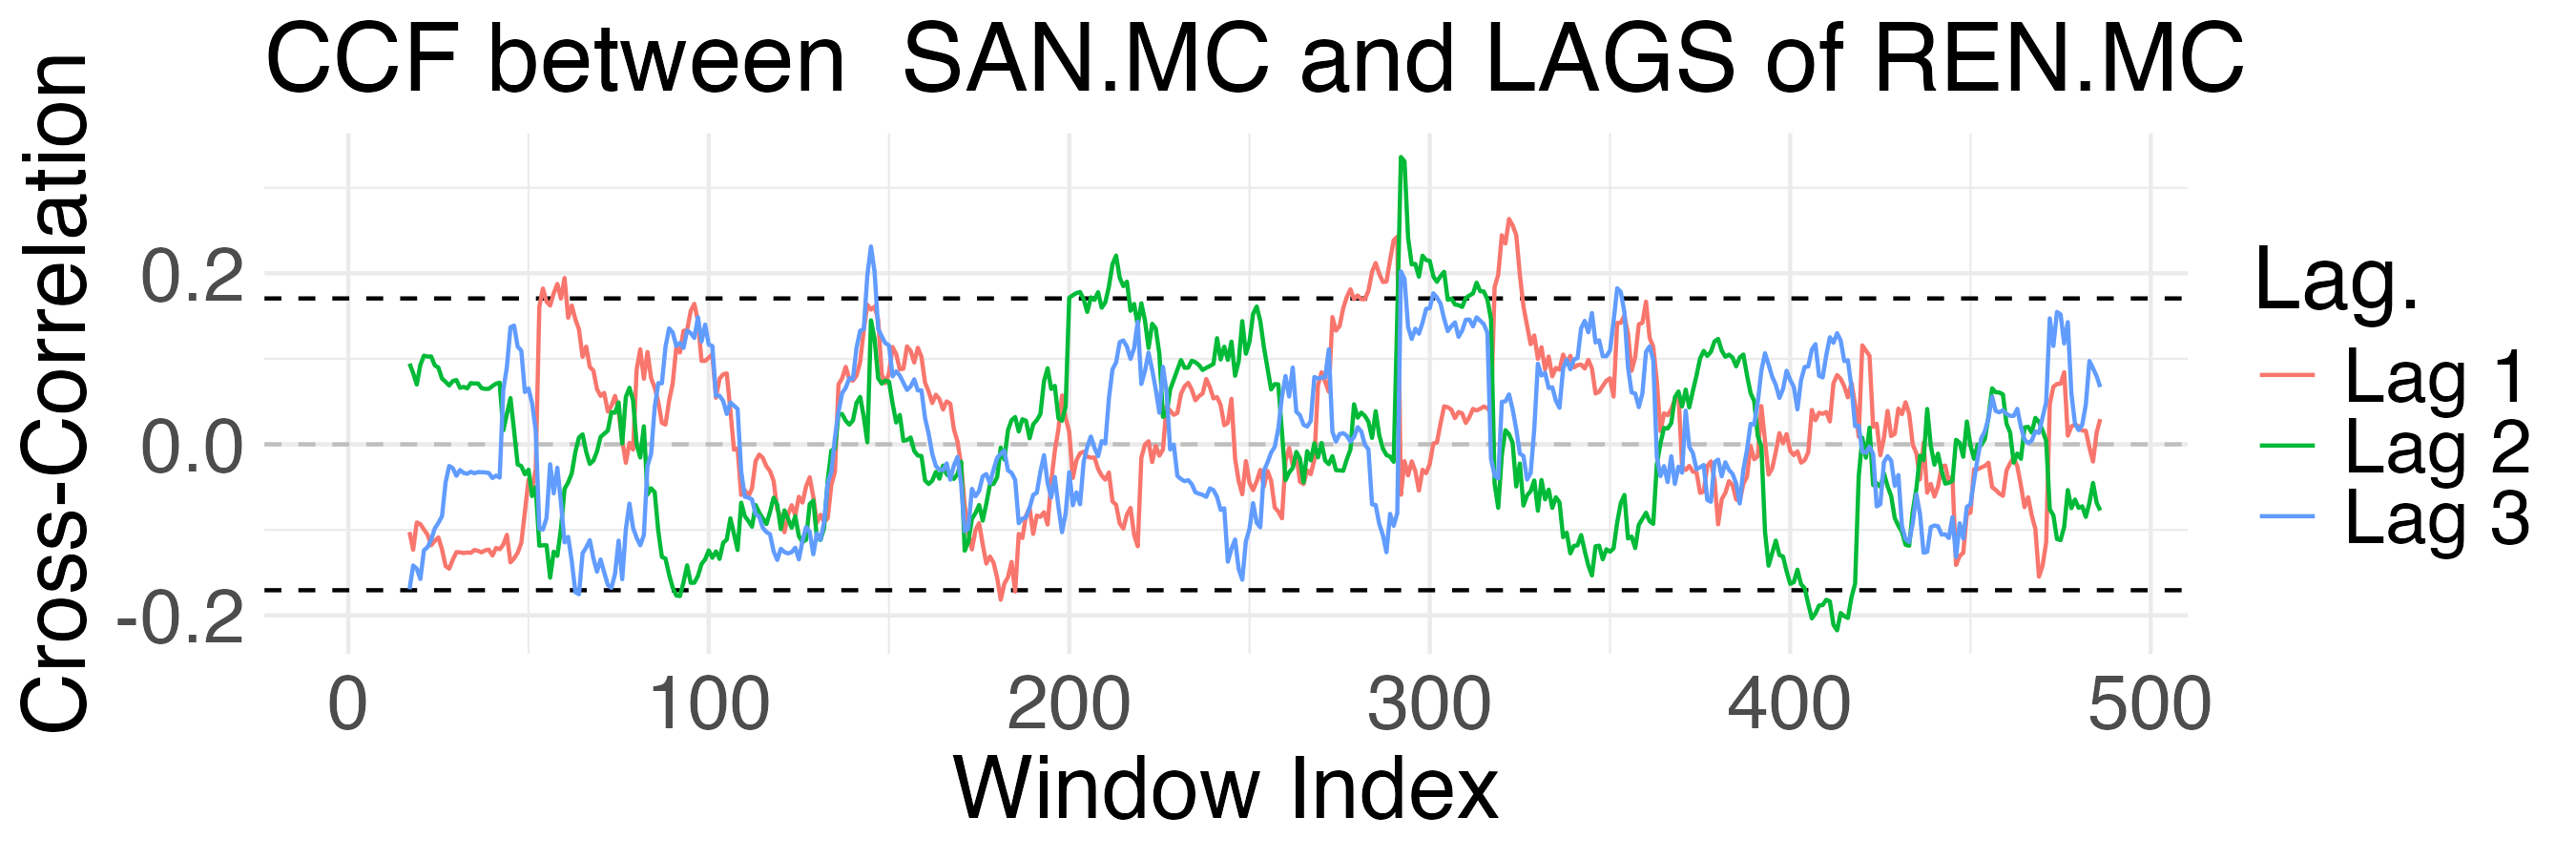 CCF between  SAN.MC and LAGS of REN.MC
Cross-Correlation
0.2
0.0
-0.2
0 100 200 300 400 500
Window Index
Lag.
Lag 1
Lag 2
Lag 3